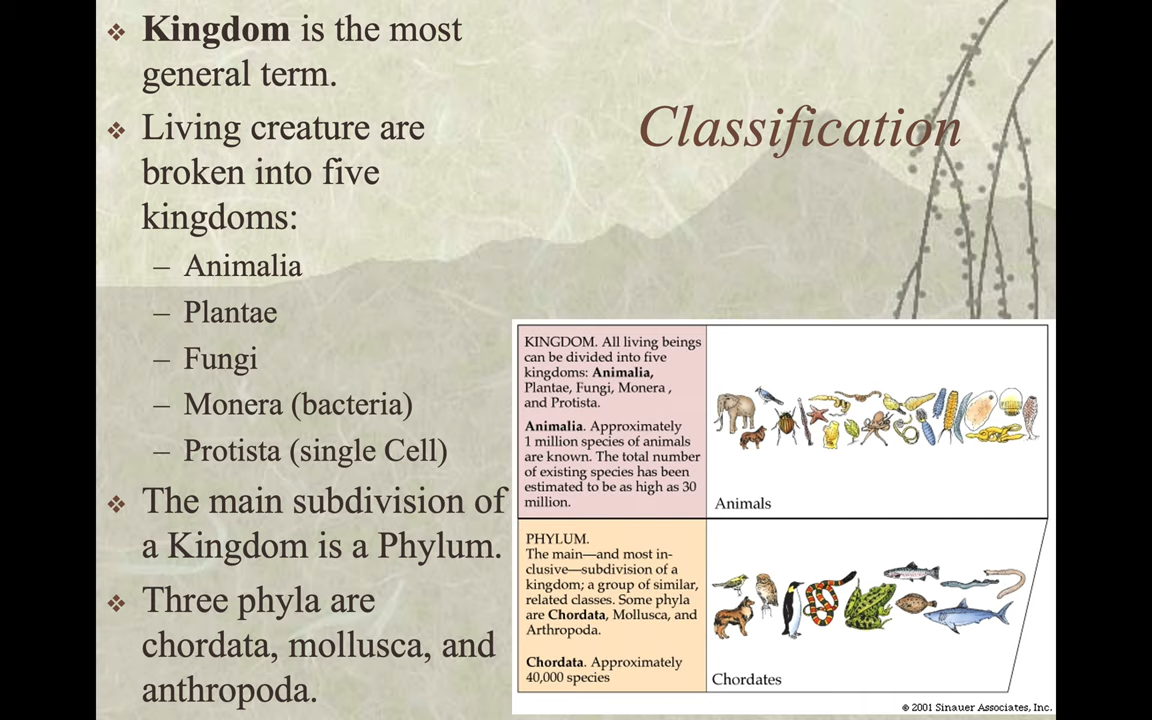 Kingdom is the most
general term.
Living creature are
broken into five
kingdoms:
– Animalia
– Plantae
– Fungi
– Monera (bacteria)
– Protista (single Cell)
The main subdivision of
a Kingdom is a Phylum.
Three phyla are
chordata, mollusca, and
anthropoda.
Classification
KINGDOM. All living beings
can be divided into five
kingdoms: Animalia,
Plantae, Fungi, Monera ,
and Protista.
Animalia. Approximately
1 million species of animals
are known. The total number
of existing species has been
estimated to be as high as 30
million.
Animals
PHYLUM.
The main—and most in-
clusive—subdivision of a
kingdom; a group of similar,
related classes. Some phyla
are Chordata, Mollusca, and
Arthropoda.
Chordata. Approximately
40,000 species
Chordates
© 2001 Sinauer Associates, Inc.